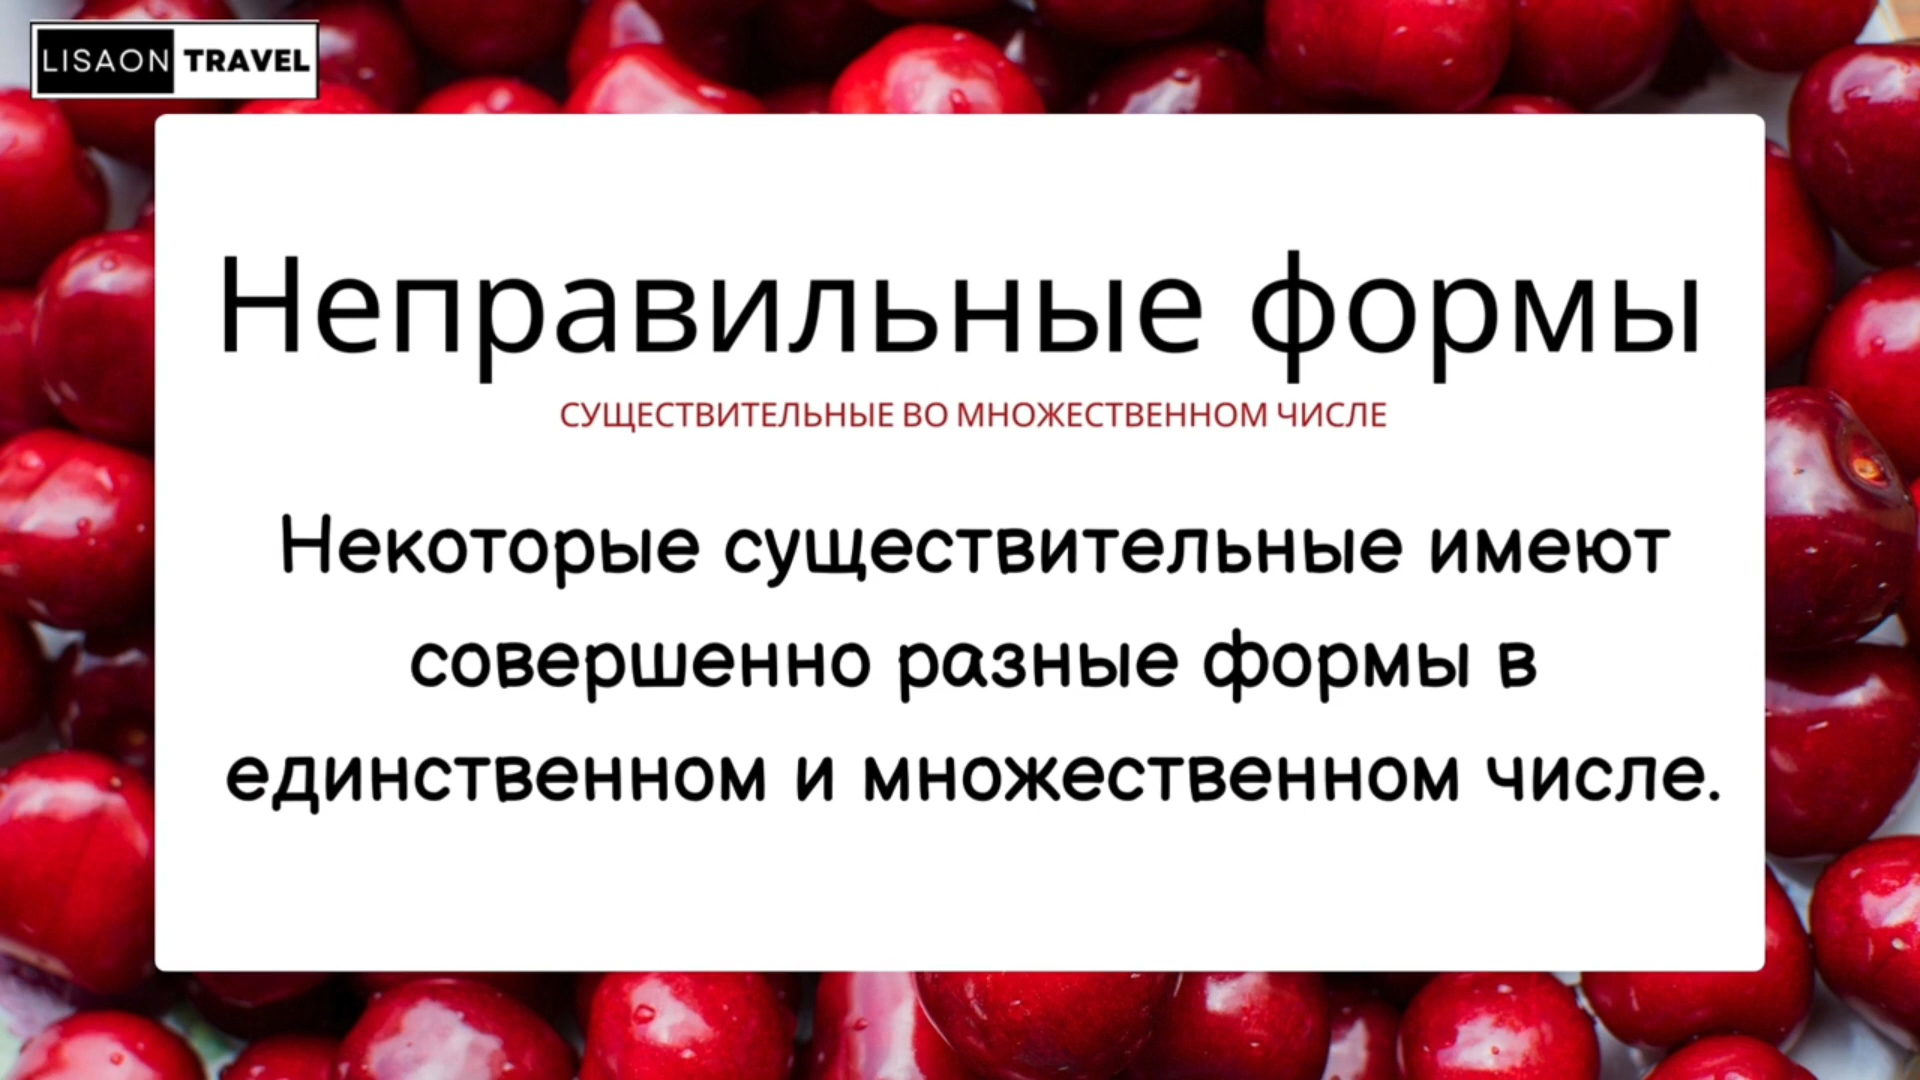 LISAON TRAVEL
Неправильные формы
СУЩЕСТВИТЕЛЬНЫЕ ВО МНОЖЕСТВЕННОМ ЧИСЛЕ
Некоторые существительные имеют
совершенно разные формы в
единственном и множественном числе.